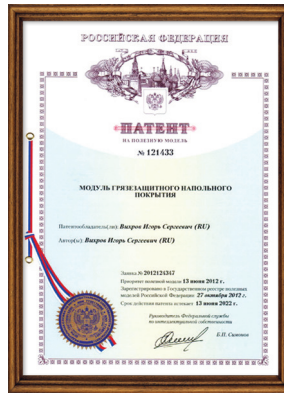 РОССИЙСКАЯ ФЕДЕРАЦИЯ
ПАТЕНТ
НА ПОЛЕЗНУЮ МОДЕЛЬ
№ 121433
МОДУЛЬ ГРЯЗЕЗАЩИТНОГО НАПОЛЬНОГО
ПОКРЫТИЯ
Патентообладатель(ли): Вихров Игорь Сергеевич (RU)
Автор(ы): Вихров Игорь Сергеевич (RU)
Заявка № 2012124347
Приоритет полезной модели 13 июня 2012 г.
Зарегистрировано в Государственном реестре полезных
моделей Российской Федерации 27 октября 2012 г.
Срок действия патента истекает 13 июня 2022 г.
Руководитель Федеральной службы
по интеллектуальной собственности
Б.П. Симонов